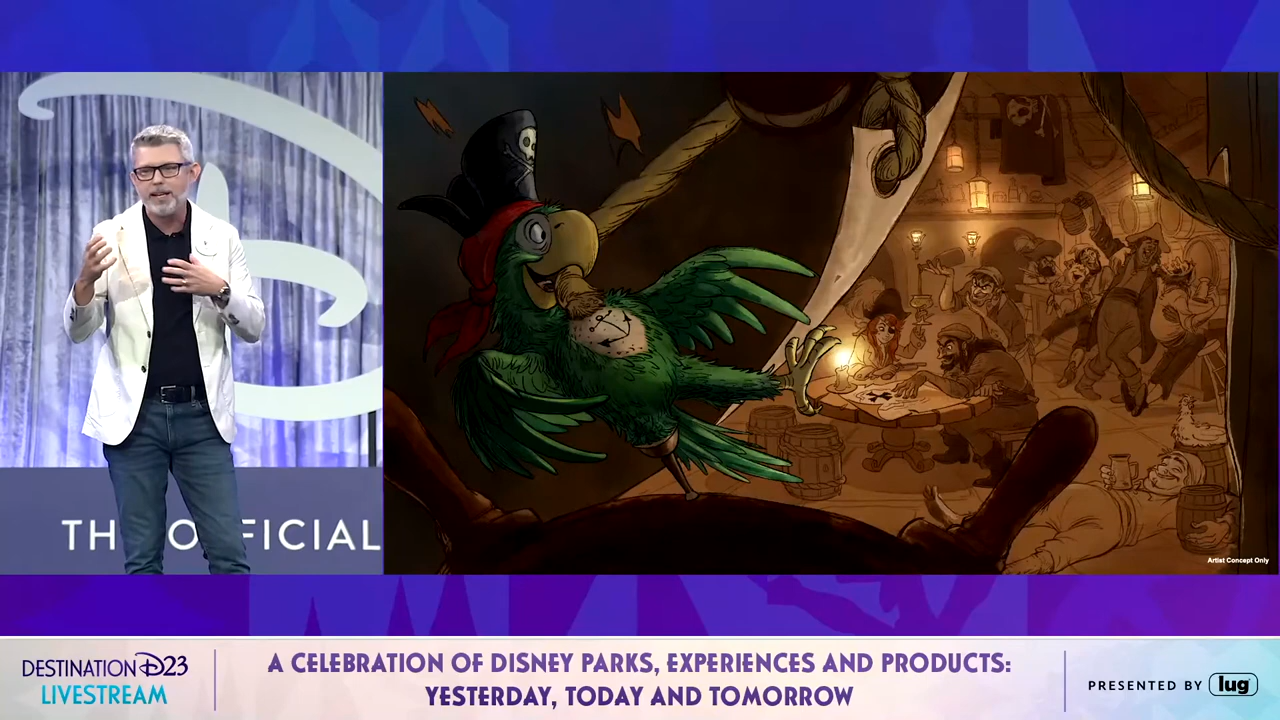 TH O FICIAL
Artist Concept Only
DESTINATION D23
LIVESTREAM
A CELEBRATION OF DISNEY PARKS, EXPERIENCES AND PRODUCTS:
YESTERDAY, TODAY AND TOMORROW
PRESENTED BY lug